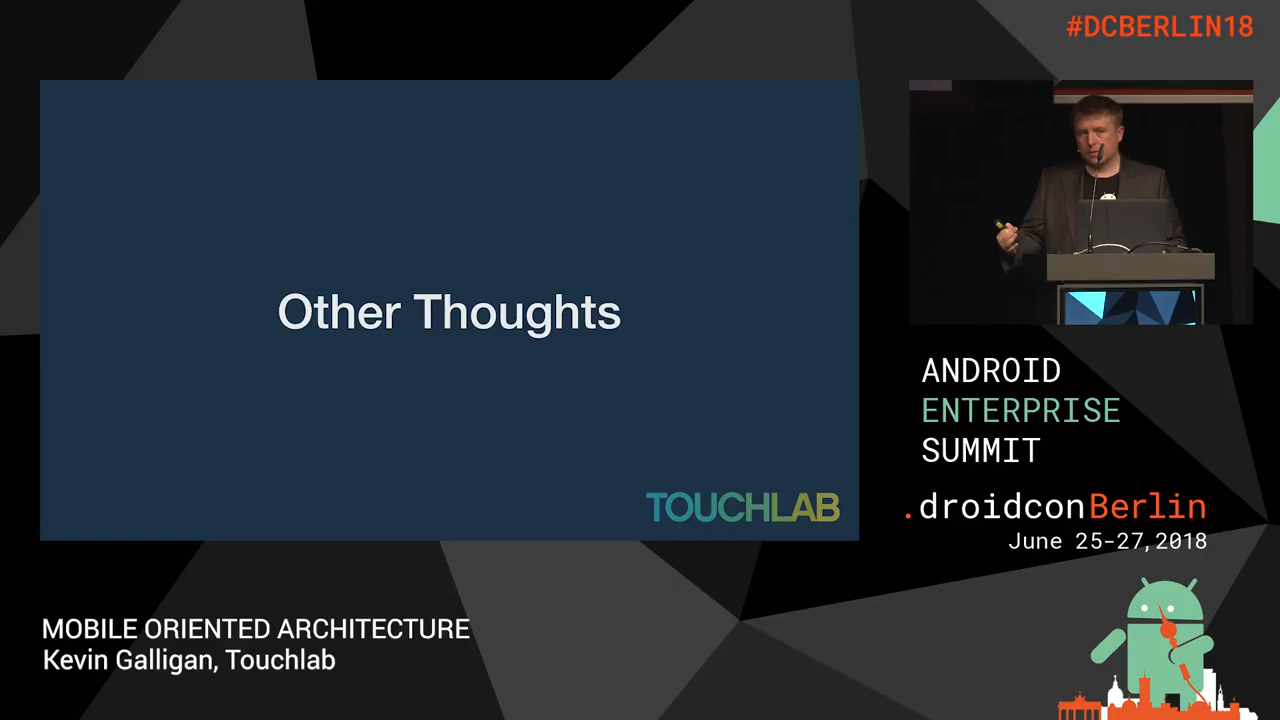 #DCBERLIN18
Other Thoughts
TOUCHLAB
ANDROID
ENTERPRISE
SUMMIT
.droidconBerlin
June 25-27, 2018
MOBILE ORIENTED ARCHITECTURE
Kevin Galligan, Touchlab